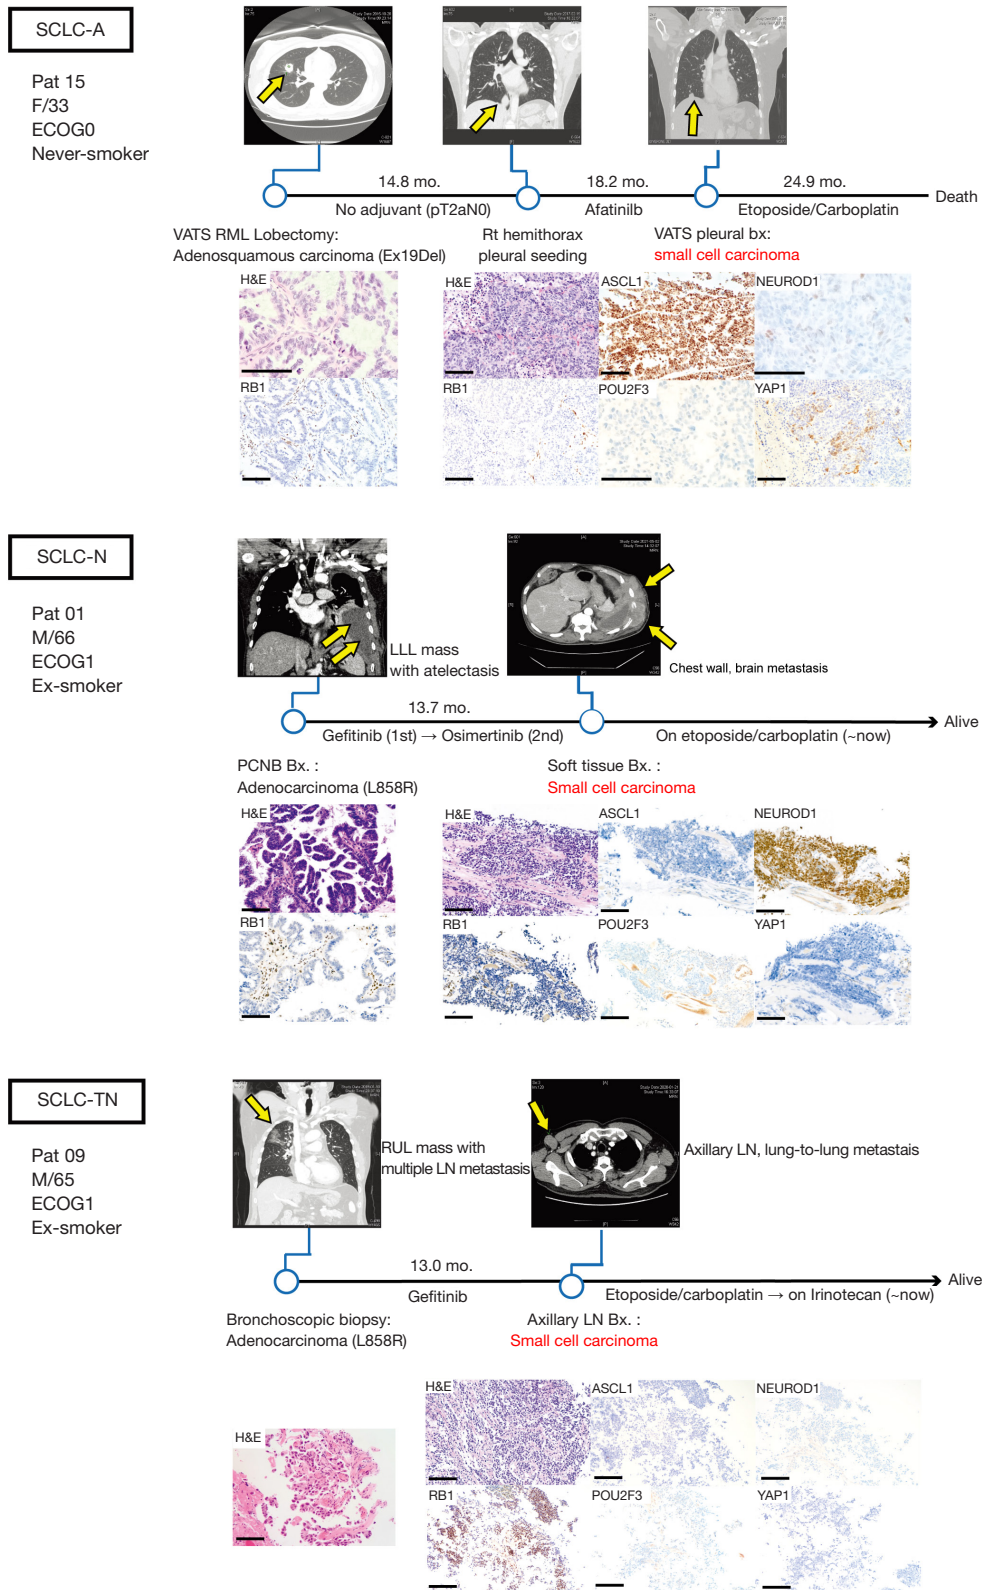 SCLC-A
Pat 15
F/33
ECOG0
Never-smoker
14.8 mo.
18.2 mo.
24.9 mo.
Death
No adjuvant (pT2aN0)
Afatinilb
Etoposide/Carboplatin
VATS RML Lobectomy:
Adenosquamous carcinoma (Ex19Del)
Rt hemithorax
pleural seeding
VATS pleural bx:
small cell carcinoma
H&E
H&E
ASCL1
NEUROD1
RB1
RB1
POU2F3
YAP1
SCLC-N
Pat 01
M/66
ECOG1
Ex-smoker
LLL mass
with atelectasis
Chest wall, brain metastasis
13.7 mo.
Alive
Gefitinib (1st) → Osimertinib (2nd)
On etoposide/carboplatin (~now)
PCNB Bx. :
Adenocarcinoma (L858R)
Soft tissue Bx. :
Small cell carcinoma
H&E
H&E
ASCL1
NEUROD1
RB1
RB1
POU2F3
YAP1
SCLC-TN
Pat 09
M/65
ECOG1
Ex-smoker
RUL mass with
multiple LN metastasis
Axillary LN, lung-to-lung metastais
13.0 mo.
Alive
Gefitinib
Etoposide/carboplatin → on Irinotecan (~now)
Bronchoscopic biopsy:
Adenocarcinoma (L858R)
Axillary LN Bx. :
Small cell carcinoma
H&E
H&E
ASCL1
NEUROD1
RB1
POU2F3
YAP1